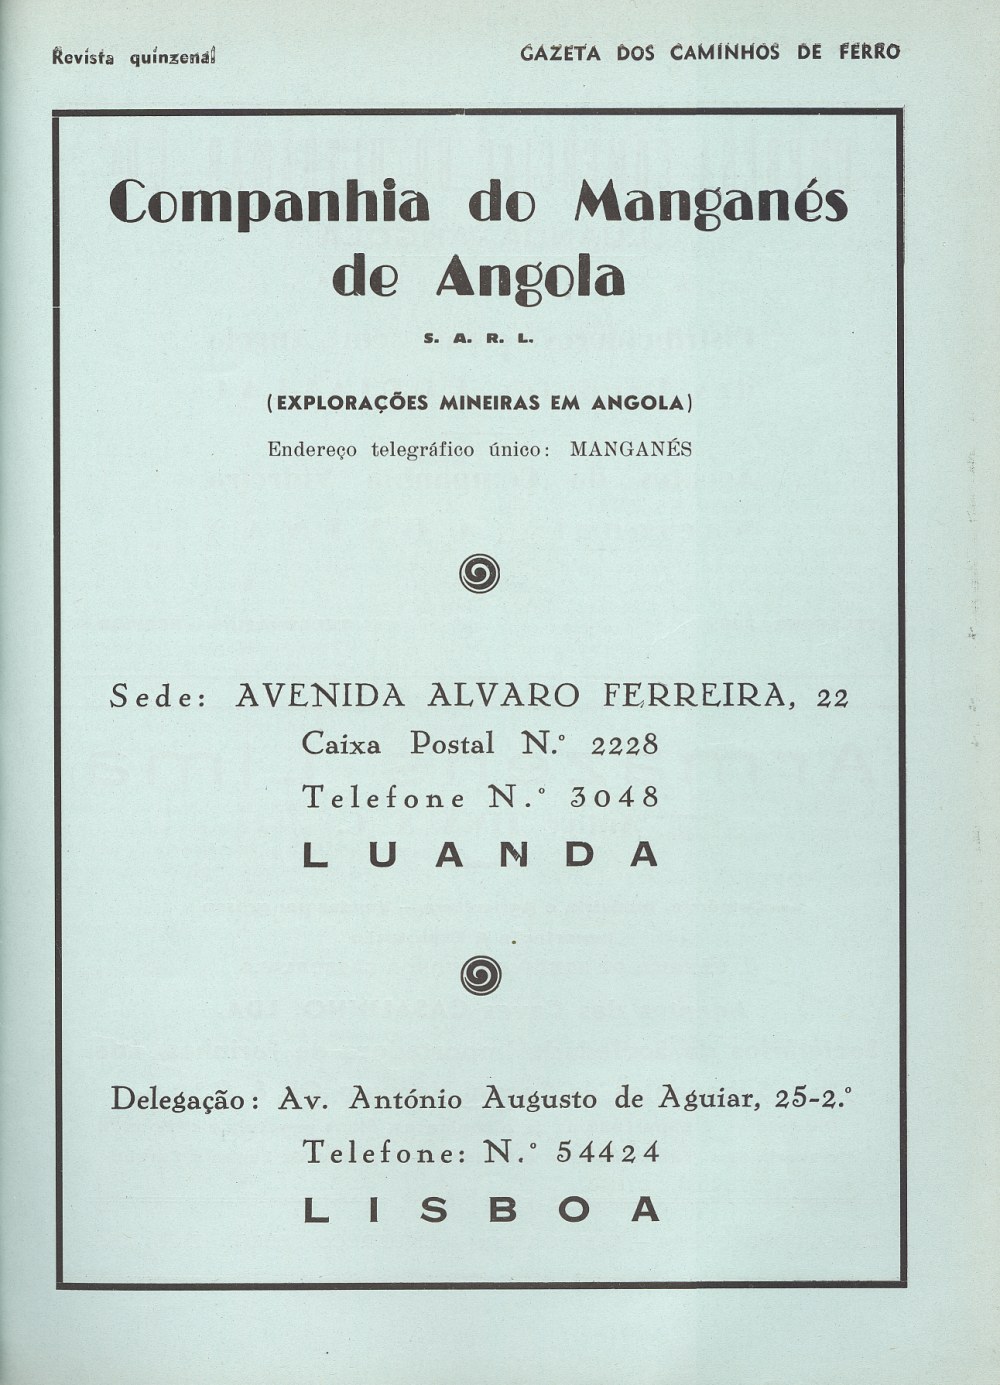 Revista quinzenal
GAZETA DOS CAMINHOS DE FERRO
Companhia do Manganés
de Angola
S. A. R. L.
(EXPLORAÇÕES MINEIRAS EM ANGOLA)
Endereço telegráfico único: MANGANÉS
Sede: AVENIDA ALVARO FERREIRA, 22
Caixa Postal N.º 2228
Telefone N.º 3048
LUANDA
Delegação: Av. António Augusto de Aguiar, 25-2.º
Telefone: N.º 54424
LISBOA